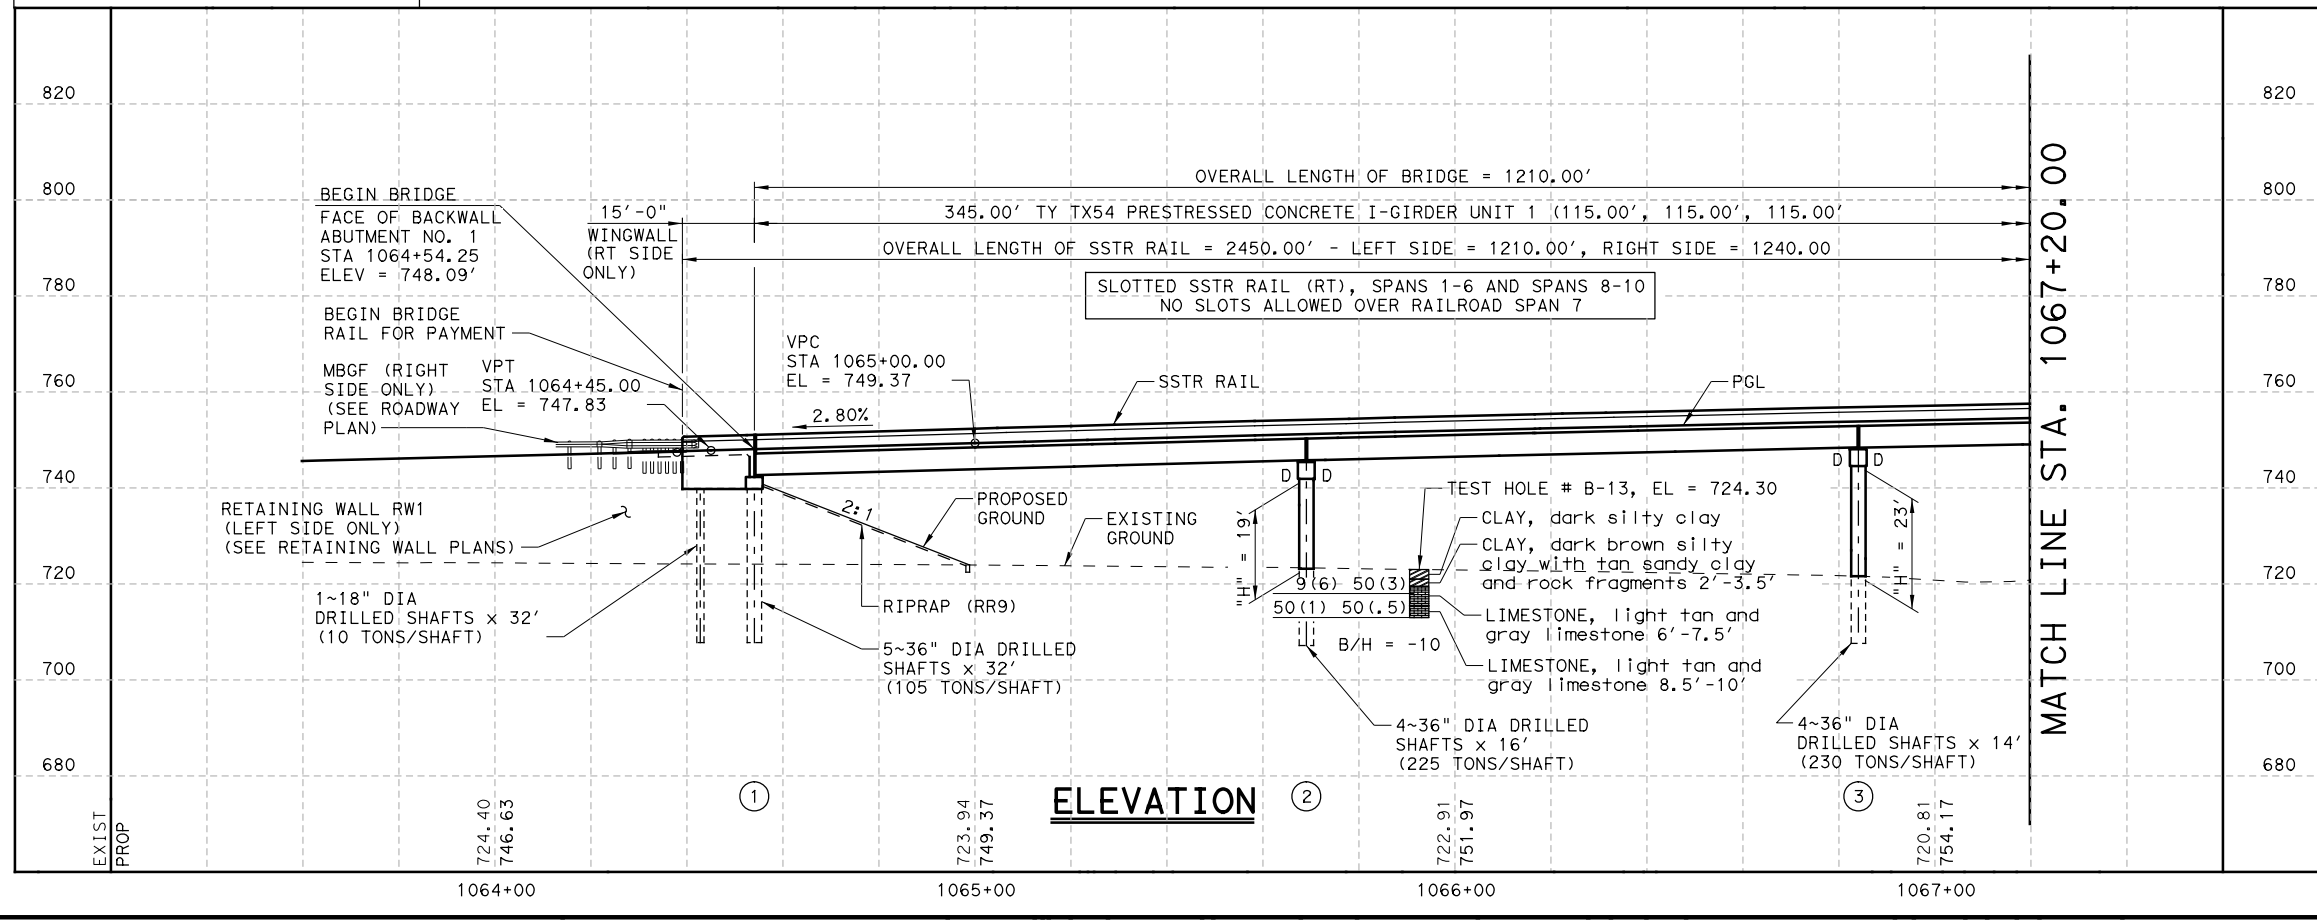 820
800
780
760
740
720
700
680
820
800
780
760
740
720
700
680
OVERALL LENGTH OF BRIDGE = 1210.00'
345.00' TY TX54 PRESTRESSED CONCRETE I-GIRDER UNIT 1 (115.00', 115.00', 115.00'
OVERALL LENGTH OF SSTR RAIL = 2450.00' - LEFT SIDE = 1210.00', RIGHT SIDE = 1240.00
SLOTTED SSTR RAIL (RT), SPANS 1-6 AND SPANS 8-10
NO SLOTS ALLOWED OVER RAILROAD SPAN 7
BEGIN BRIDGE
FACE OF BACKWALL
ABUTMENT NO. 1
STA 1064+54.25
ELEV = 748.09'
15'-0"
WINGWALL
(RT SIDE
ONLY)
BEGIN BRIDGE
RAIL FOR PAYMENT
MBGF (RIGHT
SIDE ONLY)
(SEE ROADWAY
PLAN)
VPT
STA 1064+45.00
EL = 747.83
VPC
STA 1065+00.00
EL = 749.37
2.80%
SSTR RAIL
PGL
MATCH LINE STA. 1067+20.00
RETAINING WALL RW1
(LEFT SIDE ONLY)
(SEE RETAINING WALL PLANS)
2:1
PROPOSED
GROUND
EXISTING
GROUND
1~18" DIA
DRILLED SHAFTS x 32'
(10 TONS/SHAFT)
RIPRAP (RR9)
5~36" DIA DRILLED
SHAFTS x 32'
(105 TONS/SHAFT)
D D
"H" = 19'
TEST HOLE # B-13, EL = 724.30
CLAY, dark silty clay
CLAY, dark brown silty
clay with tan sandy clay
and rock fragments 2'-3.5'
9(6) 50(3)
50(1) 50(.5)
LIMESTONE, light tan and
gray limestone 6'-7.5'
B/H = -10
LIMESTONE, light tan and
gray limestone 8.5'-10'
4~36" DIA DRILLED
SHAFTS x 16'
(225 TONS/SHAFT)
D D
"H" = 23'
4~36" DIA
DRILLED SHAFTS x 14'
(230 TONS/SHAFT)
1
2
3
ELEVATION
EXIST
PROP
724.40
746.63
723.94
749.37
722.91
751.97
720.81
754.17
1064+00
1065+00
1066+00
1067+00